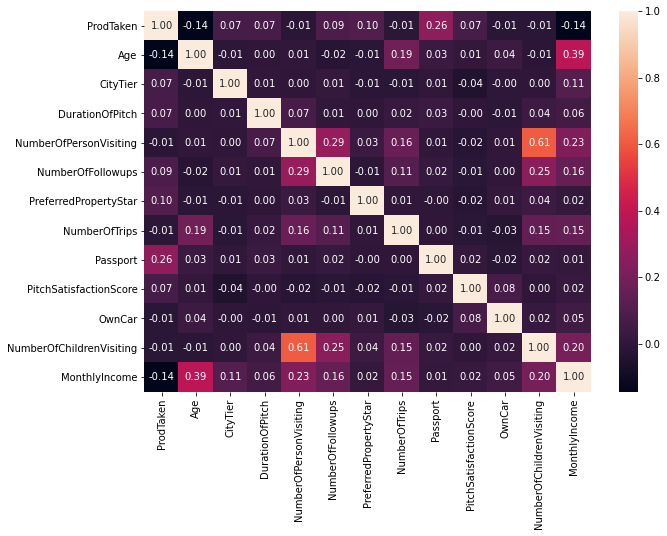 ProdTaken 1.00 -0.14 0.07 0.07 -0.01 0.09 0.10 -0.01 0.26 0.07 -0.01 -0.01 -0.14
Age -0.14 1.00 -0.01 0.00 0.01 -0.02 -0.01 0.19 0.03 0.01 0.04 -0.01 0.39
CityTier 0.07 -0.01 1.00 0.01 0.00 0.01 -0.01 -0.01 0.01 -0.04 -0.00 0.00 0.11
DurationOfPitch 0.07 0.00 0.01 1.00 0.07 0.01 0.00 0.02 0.03 -0.00 -0.01 0.04 0.06
NumberOfPersonVisiting -0.01 0.01 0.00 0.07 1.00 0.29 0.03 0.16 0.01 -0.02 0.01 0.61 0.23
NumberOfFollowups 0.09 -0.02 0.01 0.01 0.29 1.00 -0.01 0.11 0.02 -0.01 0.00 0.25 0.16
PreferredPropertyStar 0.10 -0.01 -0.01 0.00 0.03 -0.01 1.00 0.01 -0.00 -0.02 0.01 0.04 0.02
NumberOfTrips -0.01 0.19 -0.01 0.02 0.16 0.11 0.01 1.00 0.00 -0.01 -0.03 0.15 0.15
Passport 0.26 0.03 0.01 0.03 0.01 0.02 -0.00 0.00 1.00 0.02 -0.02 0.02 0.01
PitchSatisfactionScore 0.07 0.01 -0.04 -0.00 -0.02 -0.01 -0.02 -0.01 0.02 1.00 0.08 0.00 0.02
OwnCar -0.01 0.04 -0.00 -0.01 0.01 0.00 0.01 -0.03 -0.02 0.08 1.00 0.02 0.05
NumberOfChildrenVisiting -0.01 -0.01 0.00 0.04 0.61 0.25 0.04 0.15 0.02 0.00 0.02 1.00 0.20
MonthlyIncome -0.14 0.39 0.11 0.06 0.23 0.16 0.02 0.15 0.01 0.02 0.05 0.20 1.00
ProdTaken
Age
CityTier
DurationOfPitch
NumberOfPersonVisiting
NumberOfFollowups
PreferredPropertyStar
NumberOfTrips
Passport
PitchSatisfactionScore
OwnCar
NumberOfChildrenVisiting
MonthlyIncome
1.0
0.8
0.6
0.4
0.2
0.0